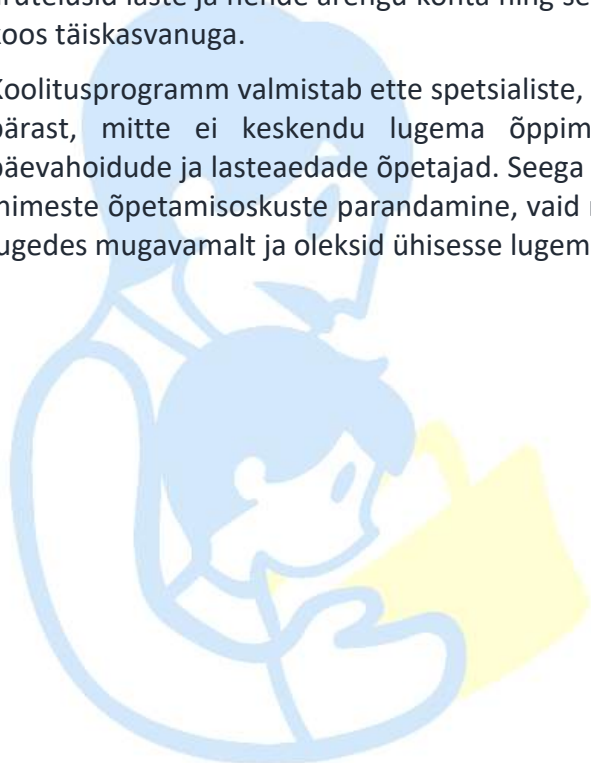 arutelusid laste ja nende arengu kohta ning se
koos täiskasvanuga.
Koolitusprogramm valmistab ette spetsialiste,
pärast, mitte ei keskendu lugema õppim
päevahoidude ja lasteaedade õpetajad. Seega
inimeste õpetamisoskuste parandamine, vaid
lugedes mugavamalt ja oleksid ühisesse lugem